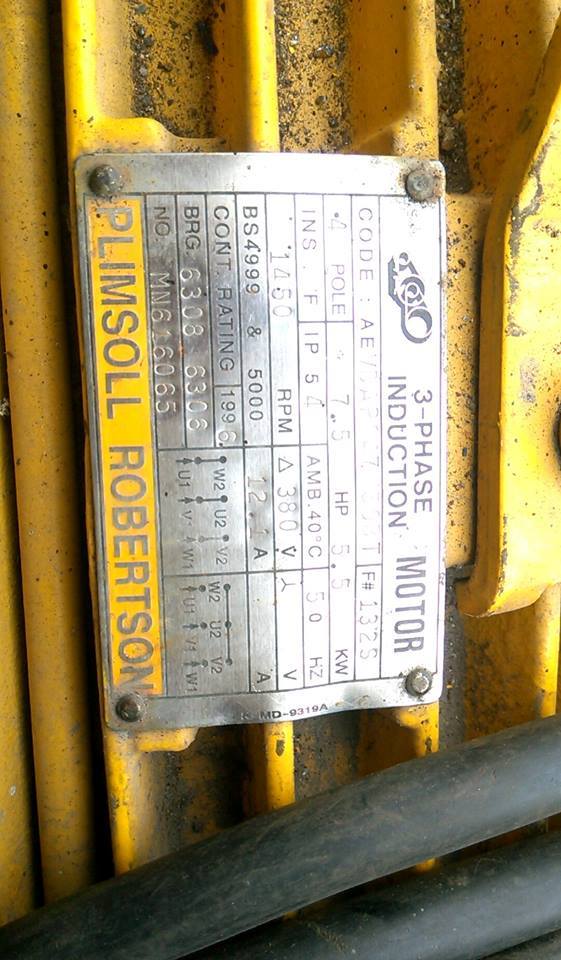 3-PHASE
INDUCTION MOTOR
CODE: F# 132S
4 POLE 7.5 HP 5.5 KW
INS. F IP 54 AMB. 40°C 50 HZ
1450 RPM Δ 380 V 人 V
BS4999 & 5000 12.1 A A
CONT. RATING 1996
BRG. 6308 6306
NO. MN616065
W2 U2 V2 W2 U2 V2
U1 V W1 U1 V1 W1
PLIMSOLL ROBERTSON
MD-9319A